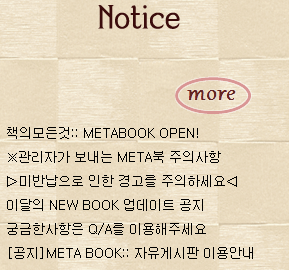 Notice
more
책의모든것:: METABOOK OPEN!
※관리자가 보내는 META북 주의사항
▷미반납으로 인한 경고를 주의하세요◁
이달의 NEW BOOK 업데이트 공지
궁금한사항은 Q/A를 이용해주세요
[공지]META BOOK:: 자유게시판 이용안내